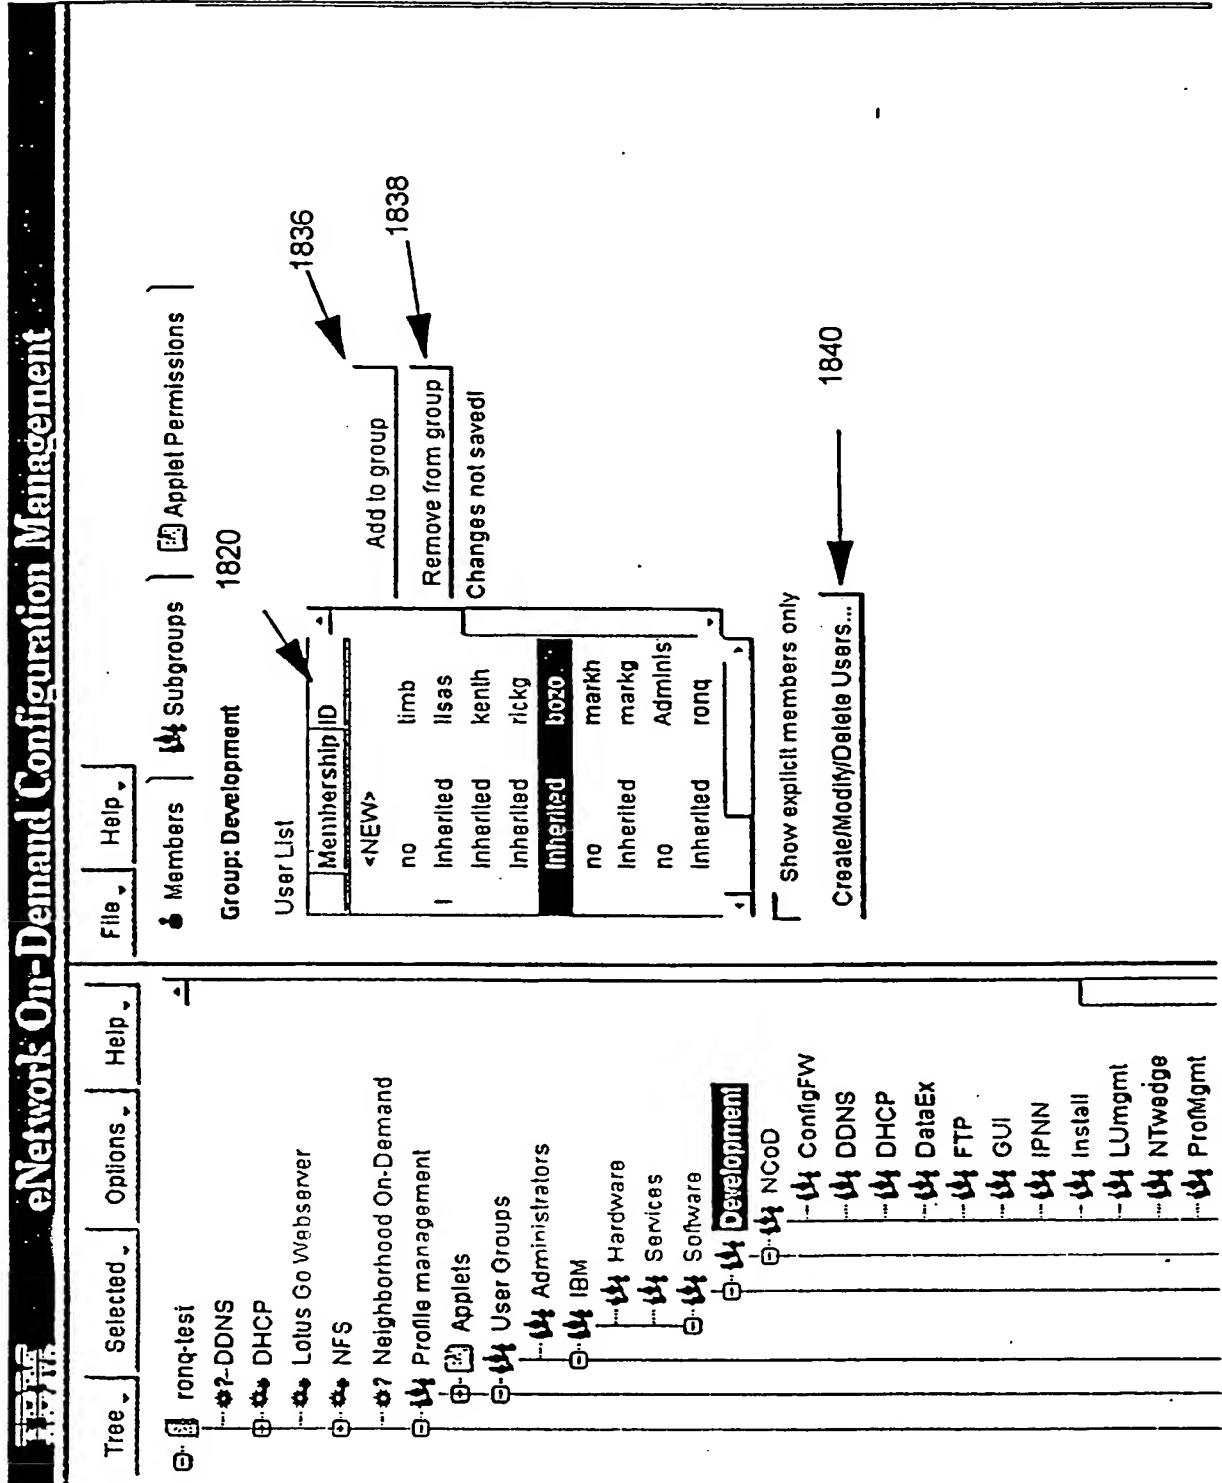 IBM eNetwork On-Demand Configuration Management
Tree Selected Options Help
ronq-test
?-DDNS
DHCP
Lotus Go Webserver
NFS
? Neighborhood On-Demand
Profile management
Applets
User Groups
Administrators
IBM
Hardware
Services
Software
Development
NCoD
ConfigFW
DDNS
DHCP
DataEx
FTP
GUI
IPNN
Install
LUmgmt
NTwedge
ProfMgmt
File Help
Members Subgroups Applet Permissions
Group: Development
1820
User List
Membership ID
<NEW>
no timb
Inherited lisas
Inherited kenth
Inherited rickg
Inherited bozo
no markh
Inherited markg
no Adminis
Inherited ronq
Add to group
1836
Remove from group
1838
Changes not saved!
Show explicit members only
Create/Modify/Delete Users...
1840